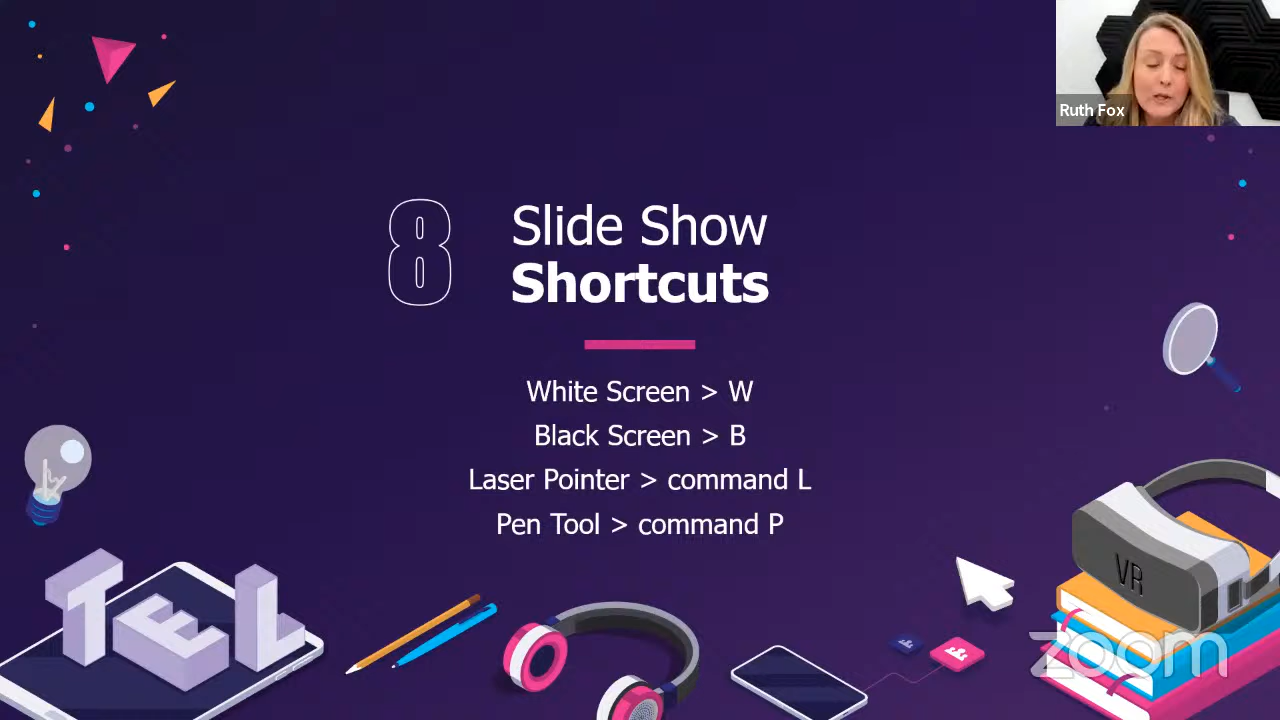 Ruth Fox
8
Slide Show
Shortcuts
White Screen > W
Black Screen > B
Laser Pointer > command L
Pen Tool > command P
TEL
VR
zoom